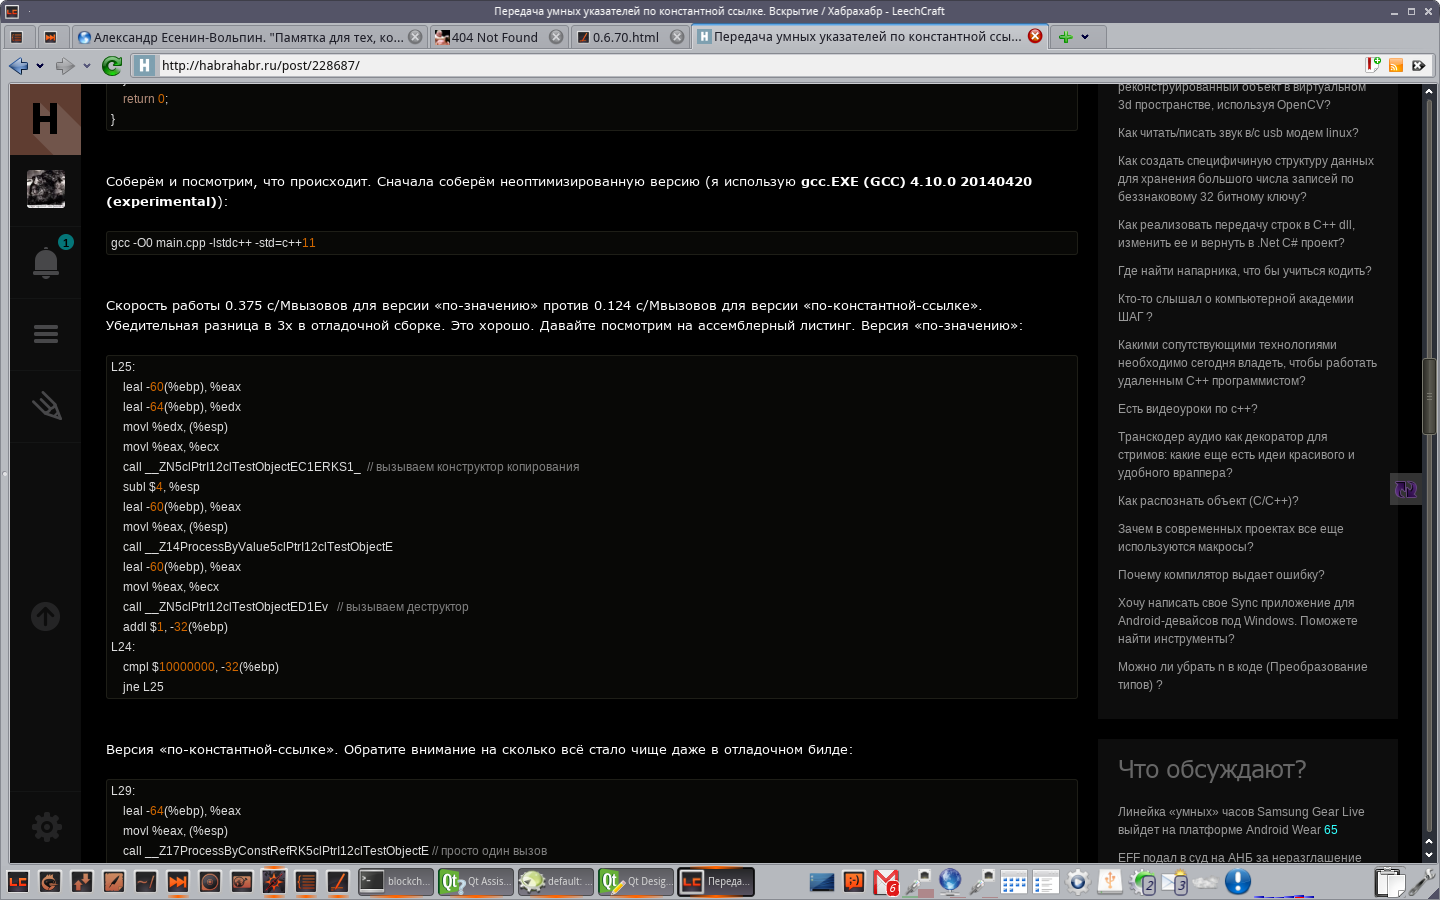 Передача умных указателей по константной ссылке. Вскрытие / Хабрахабр - LeechCraft
Александр Есенин-Вольпин. "Памятка для тех, ко...
404 Not Found
0.6.70.html
Передача умных указателей по константной ссы...
http://habrahabr.ru/post/228687/
return 0;
}
Соберём и посмотрим, что происходит. Сначала соберём неоптимизированную версию (я использую gcc.EXE (GCC) 4.10.0 20140420
(experimental)):
gcc -O0 main.cpp -lstdc++ -std=c++11
Скорость работы 0.375 с/Мвызовов для версии «по-значению» против 0.124 с/Мвызовов для версии «по-константной-ссылке».
Убедительная разница в 3x в отладочной сборке. Это хорошо. Давайте посмотрим на ассемблерный листинг. Версия «по-значению»:
L25:
leal -60(%ebp), %eax
leal -64(%ebp), %edx
movl %edx, (%esp)
movl %eax, %ecx
call __ZN5clPtrI12clTestObjectEC1ERKS1_ // вызываем конструктор копирования
subl $4, %esp
leal -60(%ebp), %eax
movl %eax, (%esp)
call __Z14ProcessByValue5clPtrI12clTestObjectE
leal -60(%ebp), %eax
movl %eax, %ecx
call __ZN5clPtrI12clTestObjectED1Ev // вызываем деструктор
addl $1, -32(%ebp)
L24:
cmpl $10000000, -32(%ebp)
jne L25
Версия «по-константной-ссылке». Обратите внимание на сколько всё стало чище даже в отладочном билде:
L29:
leal -64(%ebp), %eax
movl %eax, (%esp)
call __Z17ProcessByConstRefRK5clPtrI12clTestObjectE // просто один вызов
H
1
реконструированный объект в виртуальном
3d пространстве, используя OpenCV?
Как читать/писать звук в/с usb модем linux?
Как создать специфичиную структуру данных
для хранения большого числа записей по
беззнаковому 32 битному ключу?
Как реализовать передачу строк в C++ dll,
изменить ее и вернуть в .Net C# проект?
Где найти напарника, что бы учиться кодить?
Кто-то слышал о компьютерной академии
ШАГ ?
Какими сопутствующими технологиями
необходимо сегодня владеть, чтобы работать
удаленным C++ программистом?
Есть видеоуроки по c++?
Транскодер аудио как декоратор для
стримов: какие еще есть идеи красивого и
удобного враппера?
Как распознать объект (C/C++)?
Зачем в современных проектах все еще
используются макросы?
Почему компилятор выдает ошибку?
Хочу написать свое Sync приложение для
Android-девайсов под Windows. Поможете
найти инструменты?
Можно ли убрать n в коде (Преобразование
типов) ?
Что обсуждают?
Линейка «умных» часов Samsung Gear Live
выйдет на платформе Android Wear 65
EFF подал в суд на АНБ за неразглашение
blockch...
Qt Assis...
default: ...
Qt Desig...
Переда...
6
2
3